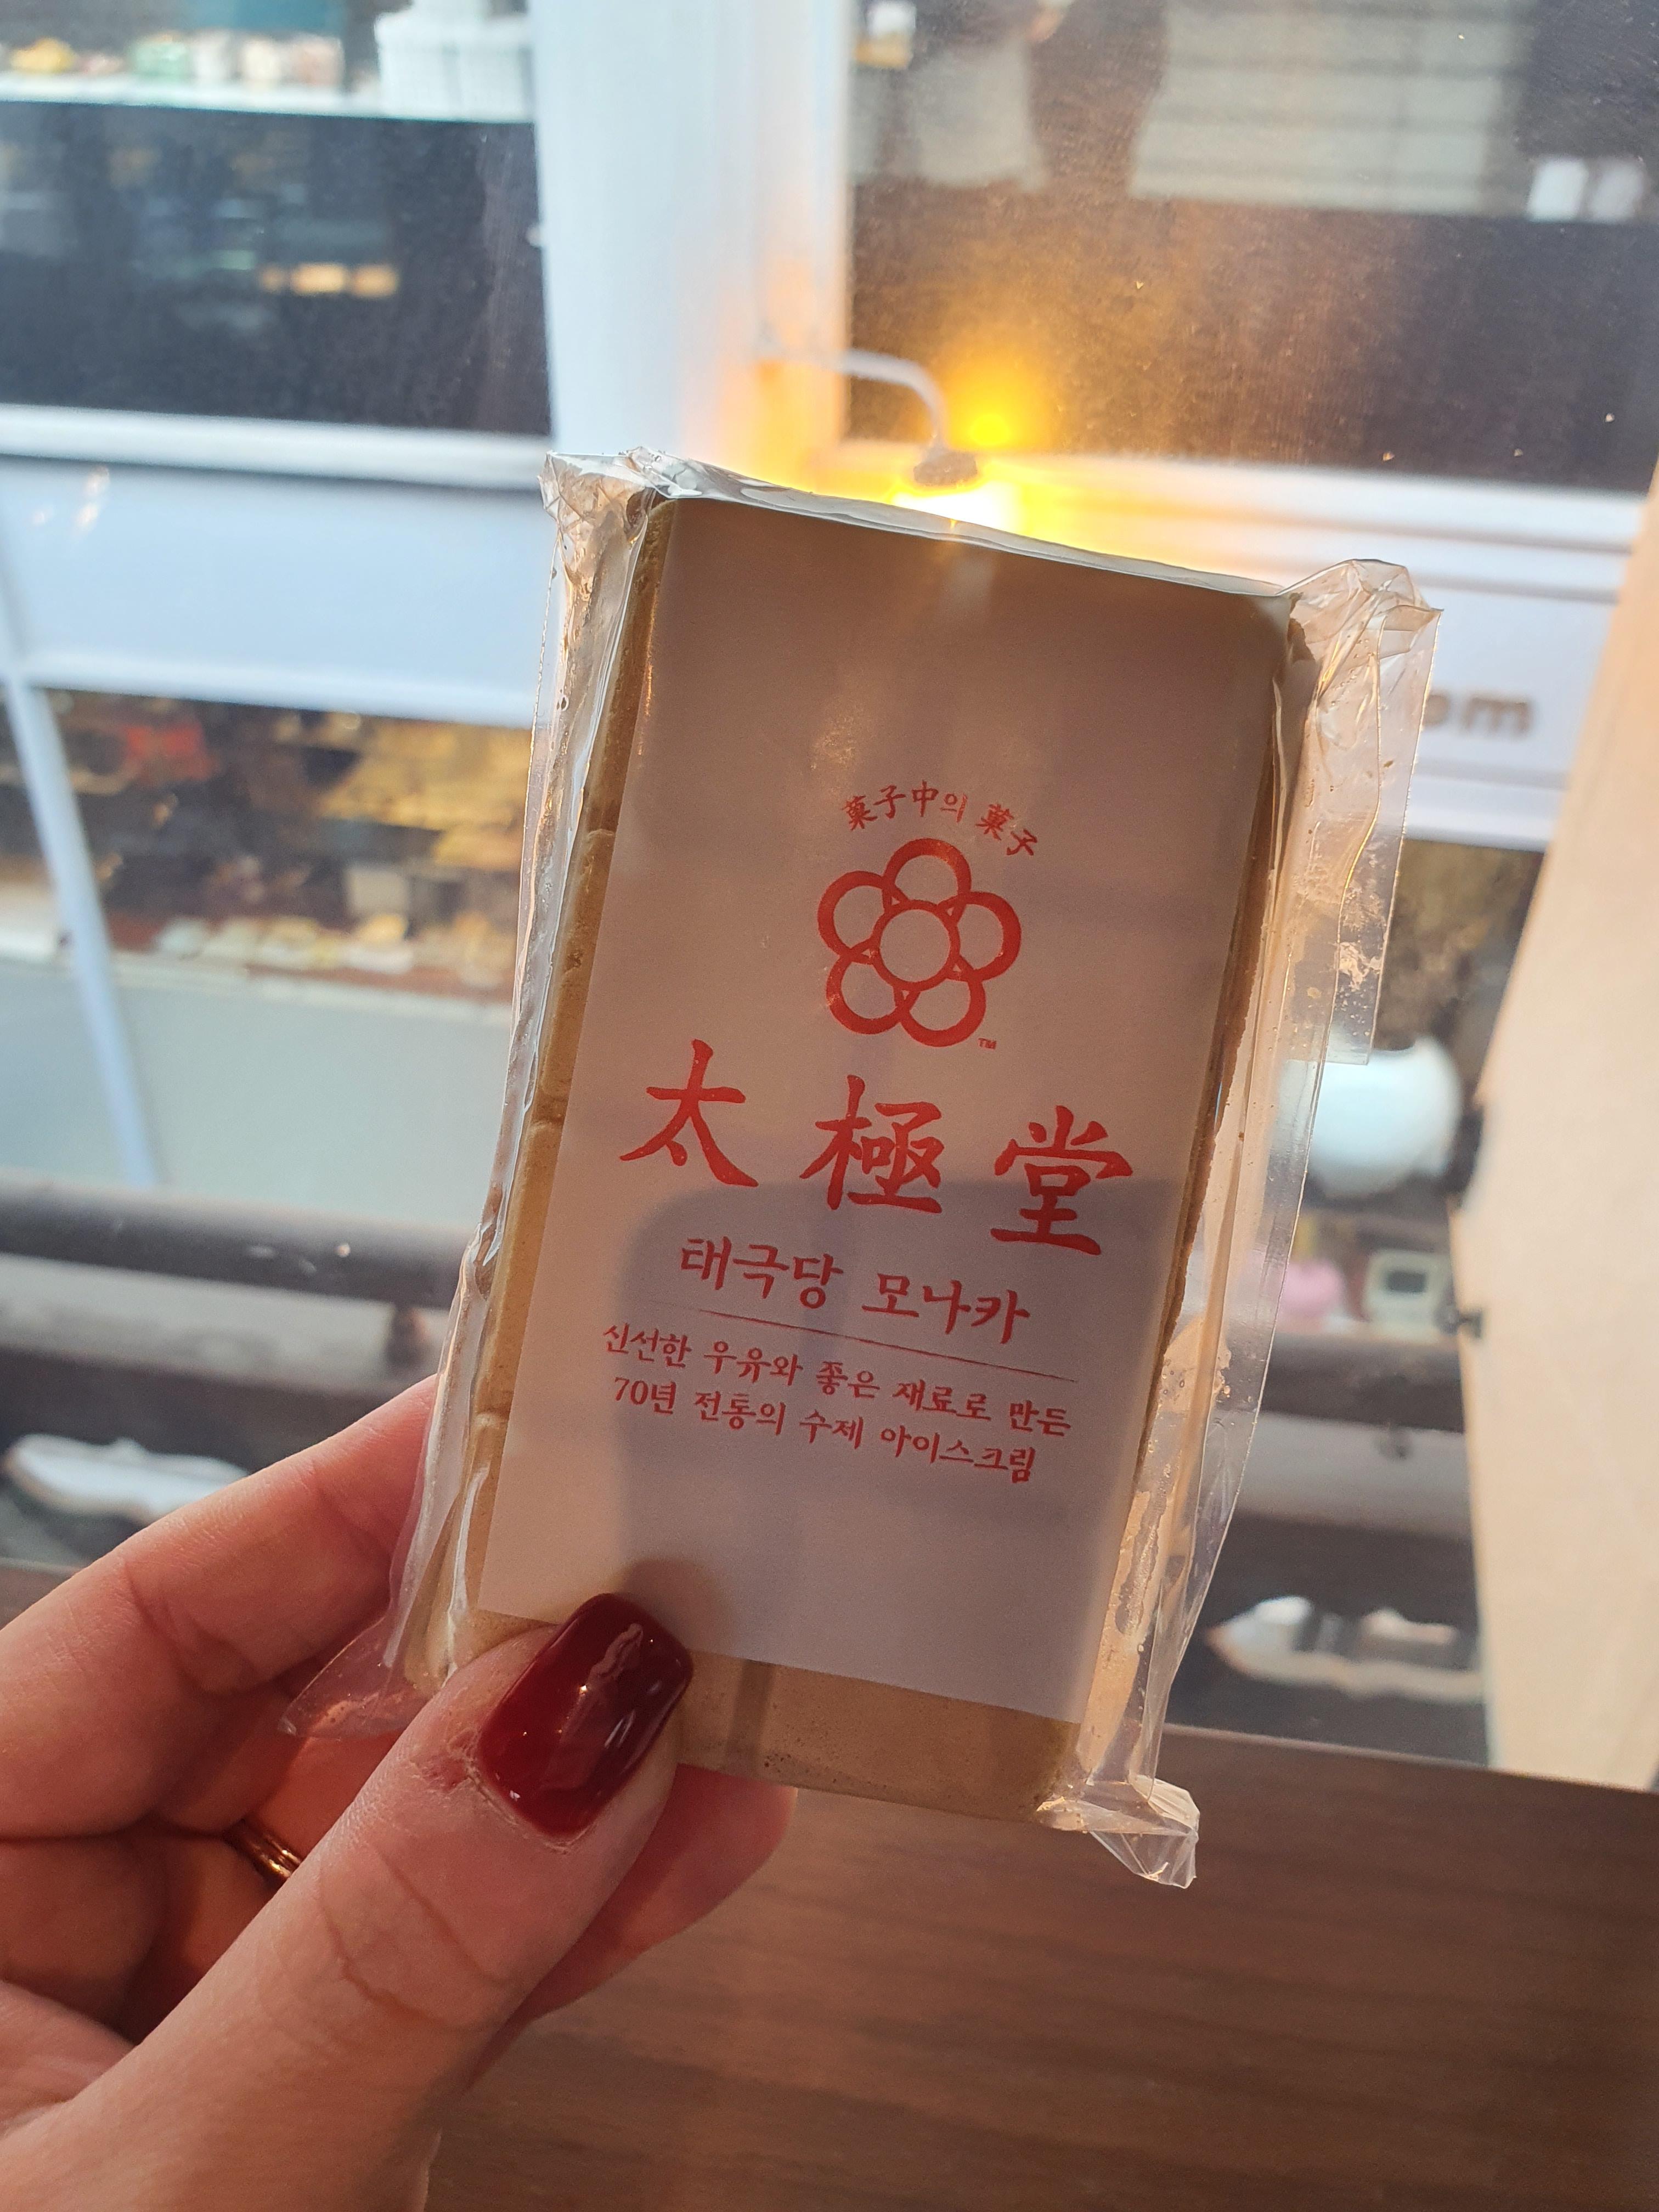 菓子中의 菓子
TM
太極堂
태극당 모나카
신선한 우유와 좋은 재료로 만든
70년 전통의 수제 아이스크림